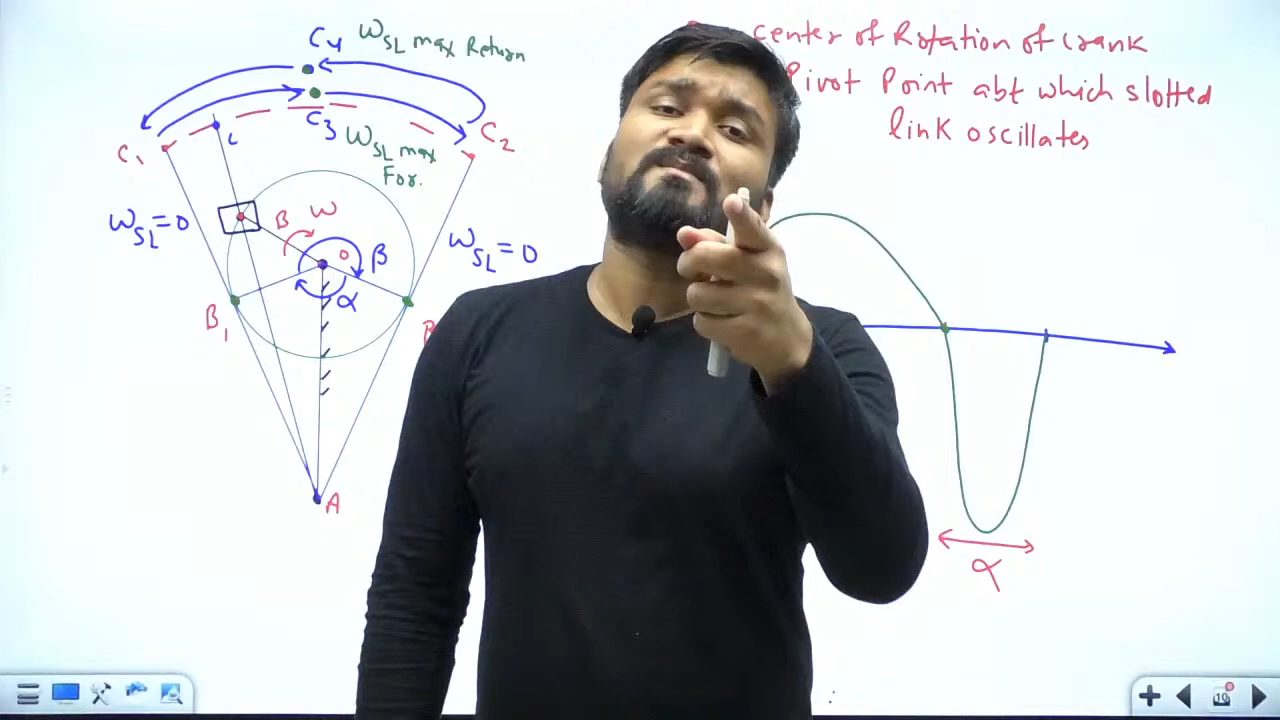 C4 WSL max Return
C3
WSL max
For.
C1
C
C2
WSL=0
B
ω
WSL=0
O
β
α
B1
A
center of Rotation of Crank
Pivot Point abt which slotted
link oscillates
α
10